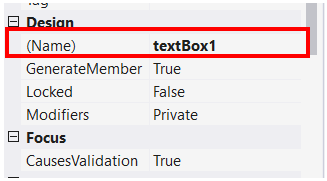 Design
(Name) textBox1
GenerateMember True
Locked False
Modifiers Private
Focus
CausesValidation True